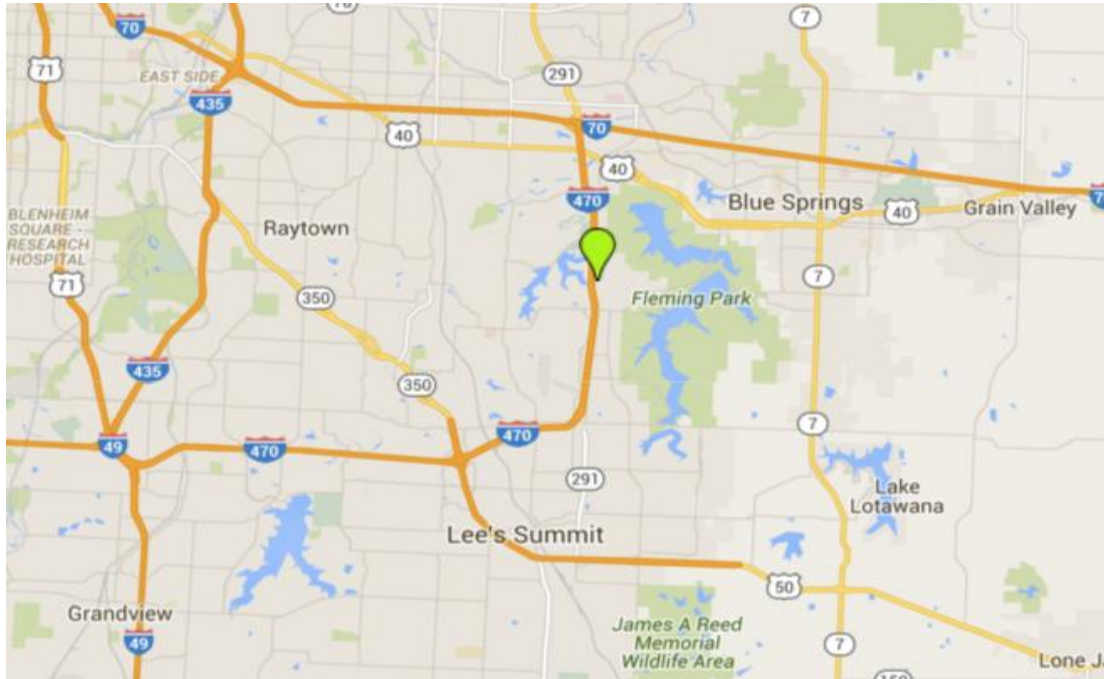 70
7
71
EAST SIDE
291
435
70
40
40
470
BLENHEIM
SQUARE -
RESEARCH
HOSPITAL
Raytown
Blue Springs
40
Grain Valley
71
350
7
Fleming Park
435
350
7
49
470
470
291
Lake
Lotawana
Lee's Summit
50
Grandview
49
James A Reed
Memorial
Wildlife Area
7
Lone